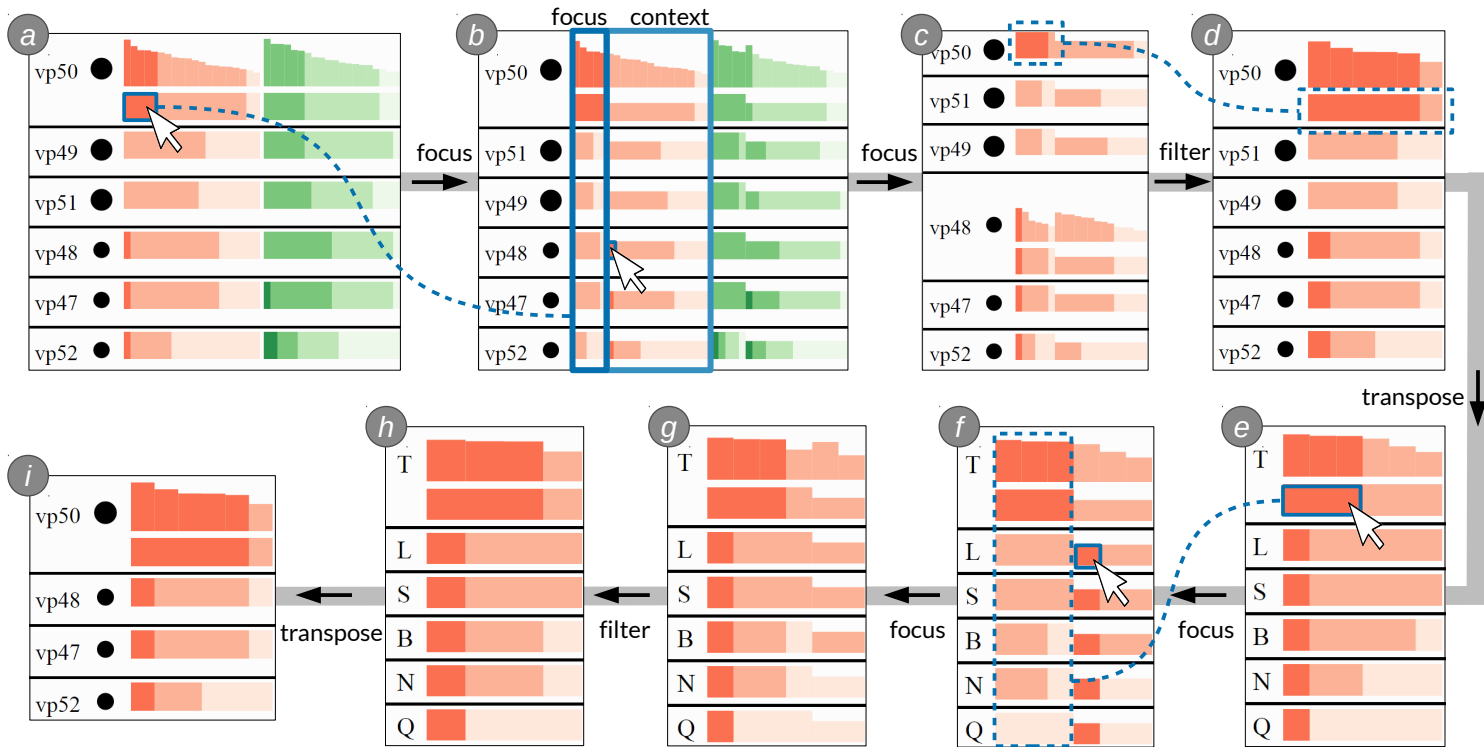 focus context
a
vp50
vp49
vp51
vp48
vp47
vp52
focus
b
vp50
vp51
vp49
vp48
vp47
vp52
focus
c
vp50
vp51
vp49
vp48
vp47
vp52
filter
d
vp50
vp51
vp49
vp48
vp47
vp52
transpose
e
T
L
S
B
N
Q
focus
f
T
L
S
B
N
Q
focus
g
T
L
S
B
N
Q
filter
h
T
L
S
B
N
Q
transpose
i
vp50
vp48
vp47
vp52